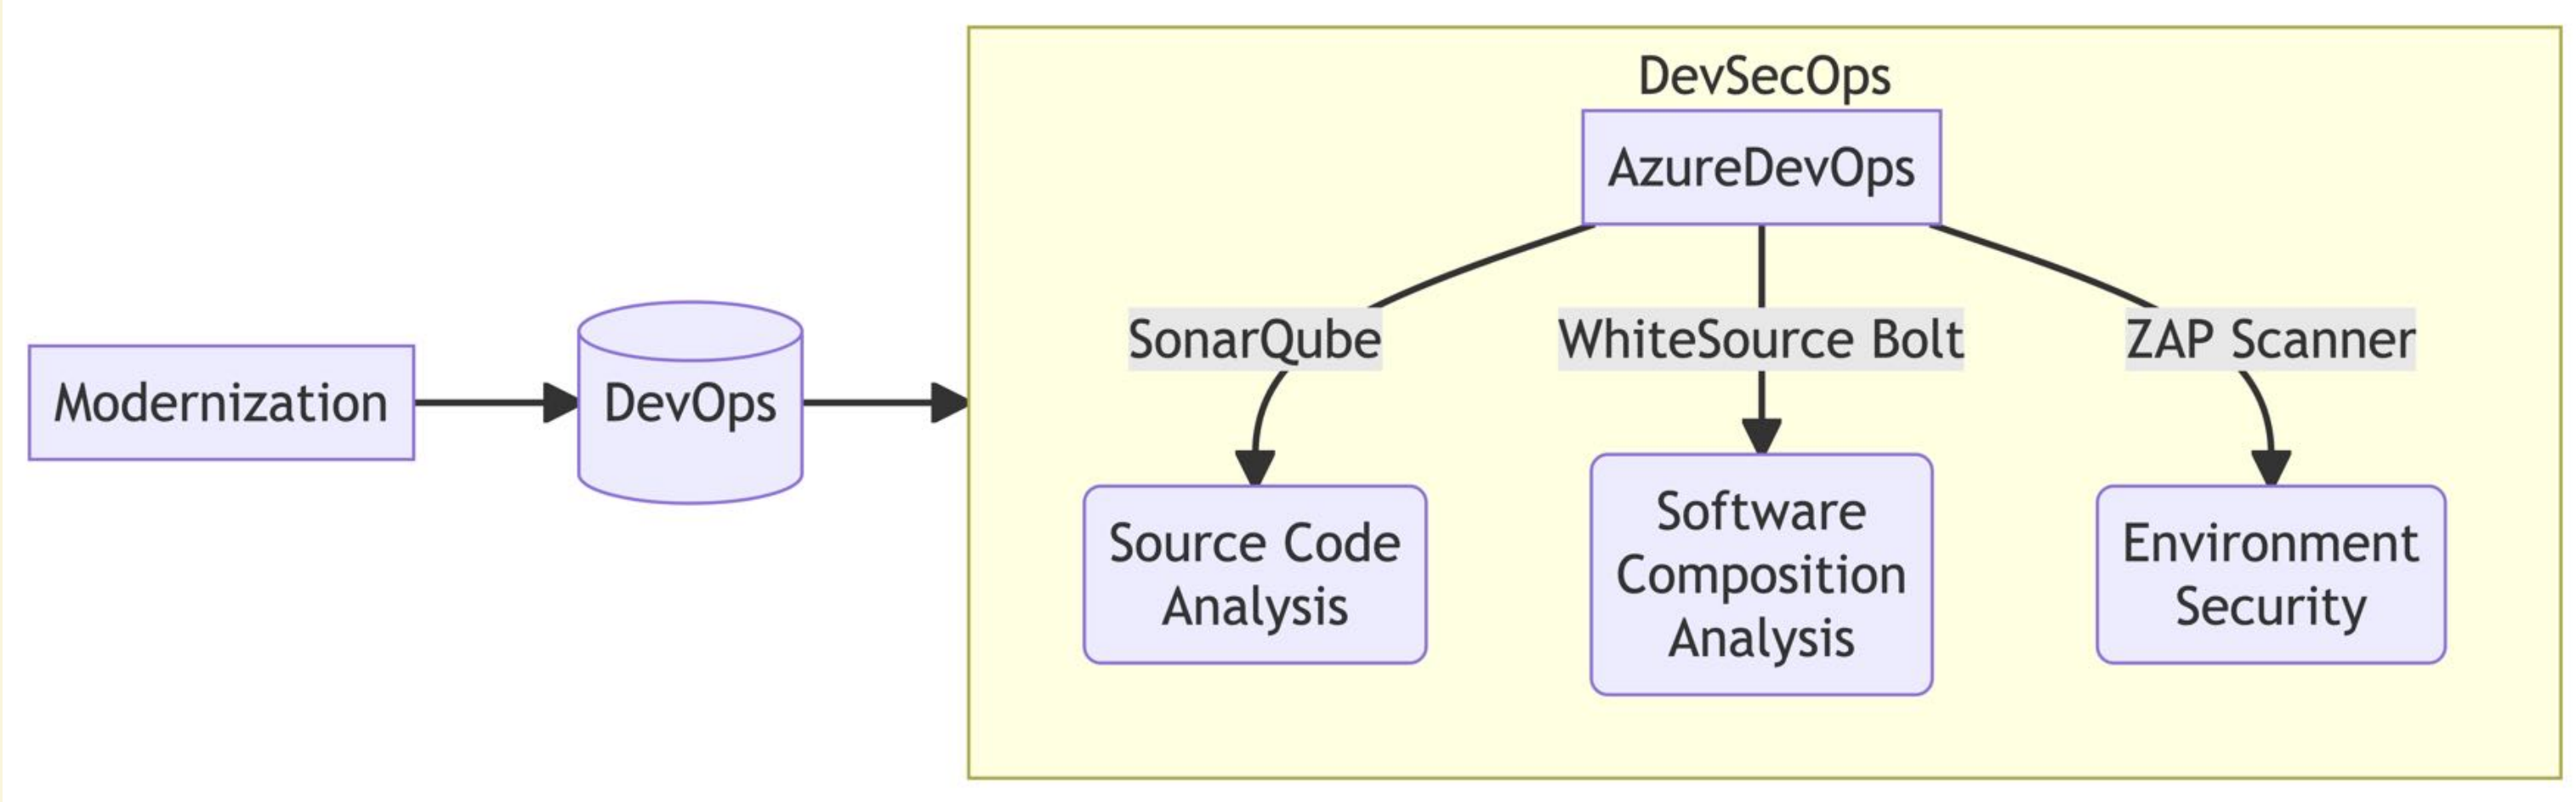 DevSecOps
AzureDevOps
SonarQube
WhiteSource Bolt
ZAP Scanner
Modernization
DevOps
Source Code
Analysis
Software
Composition
Analysis
Environment
Security